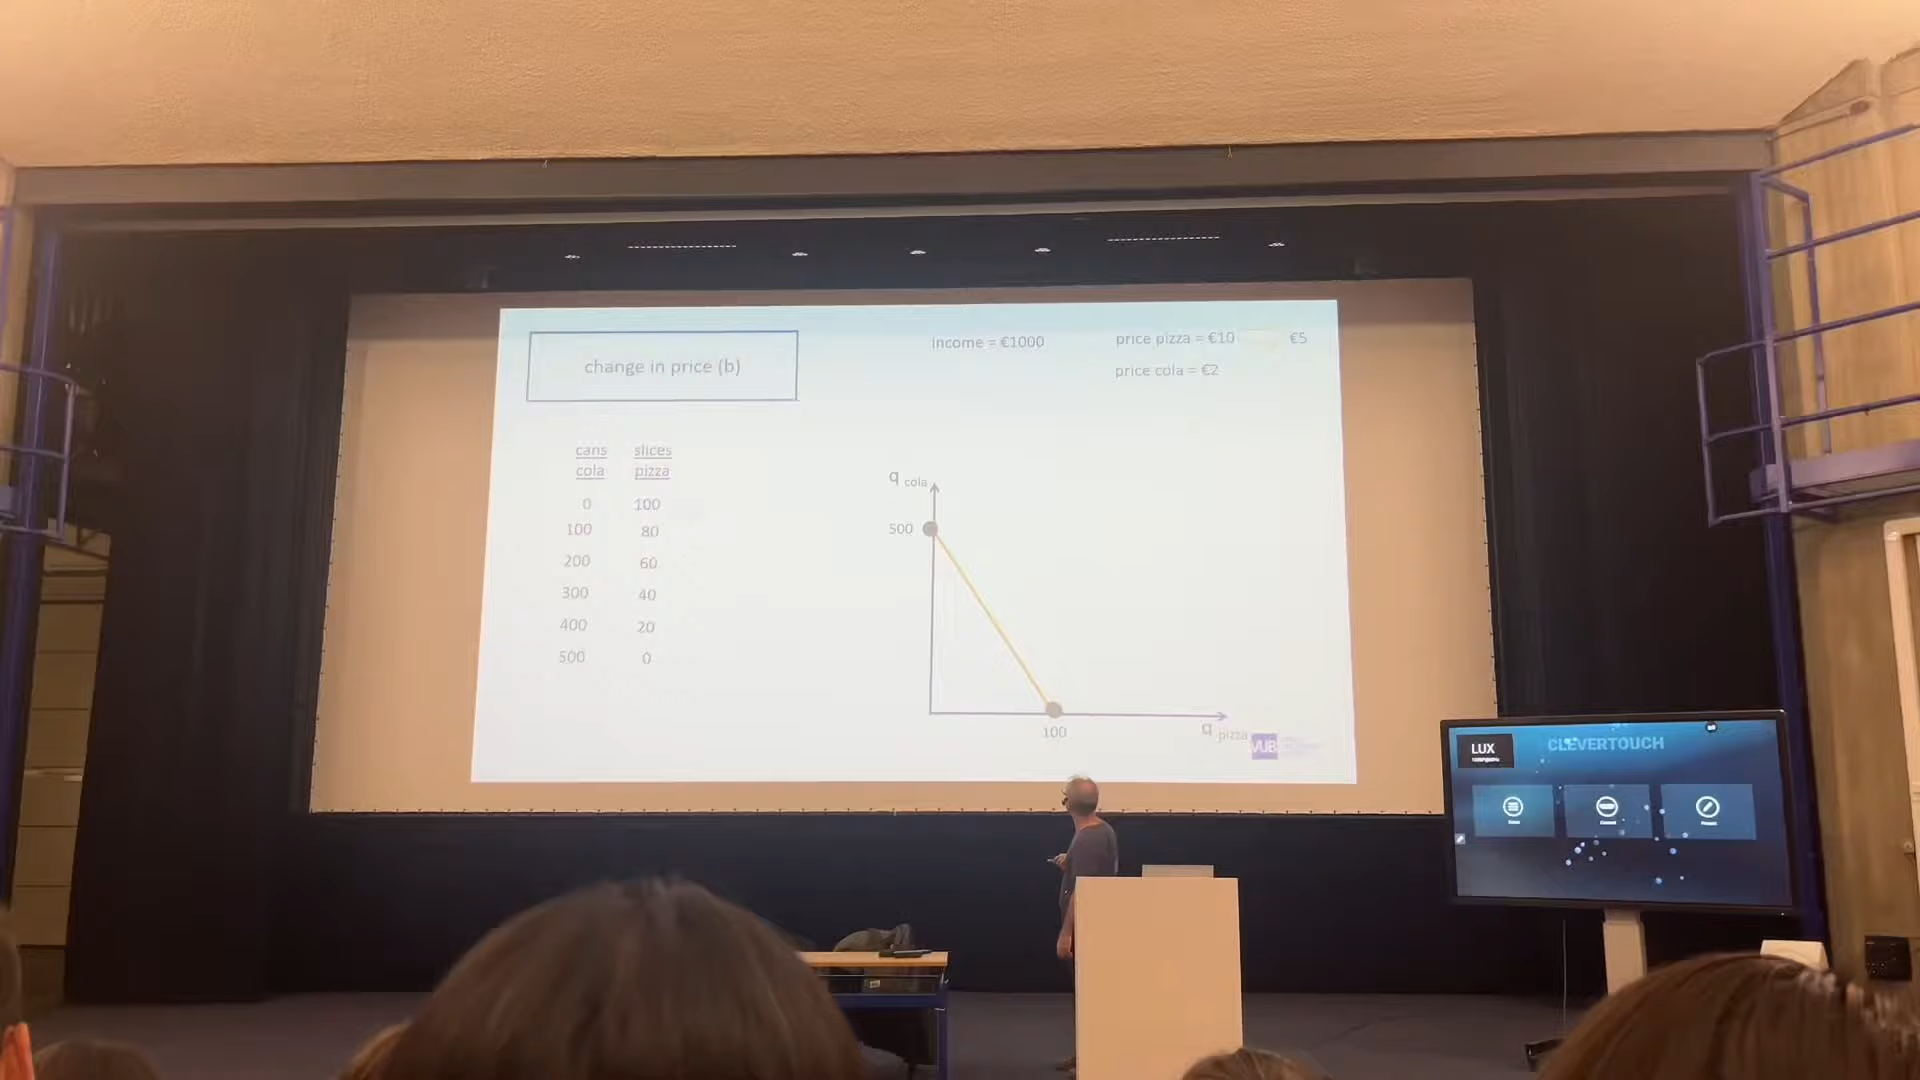 change in price (b)
income = €1000
price pizza = €10 €5
price cola = €2
cans slices
cola pizza
0 100
100 80
200 60
300 40
400 20
500 0
q cola
500
100
q pizza
VUB
LUX
CLEVERTOUCH